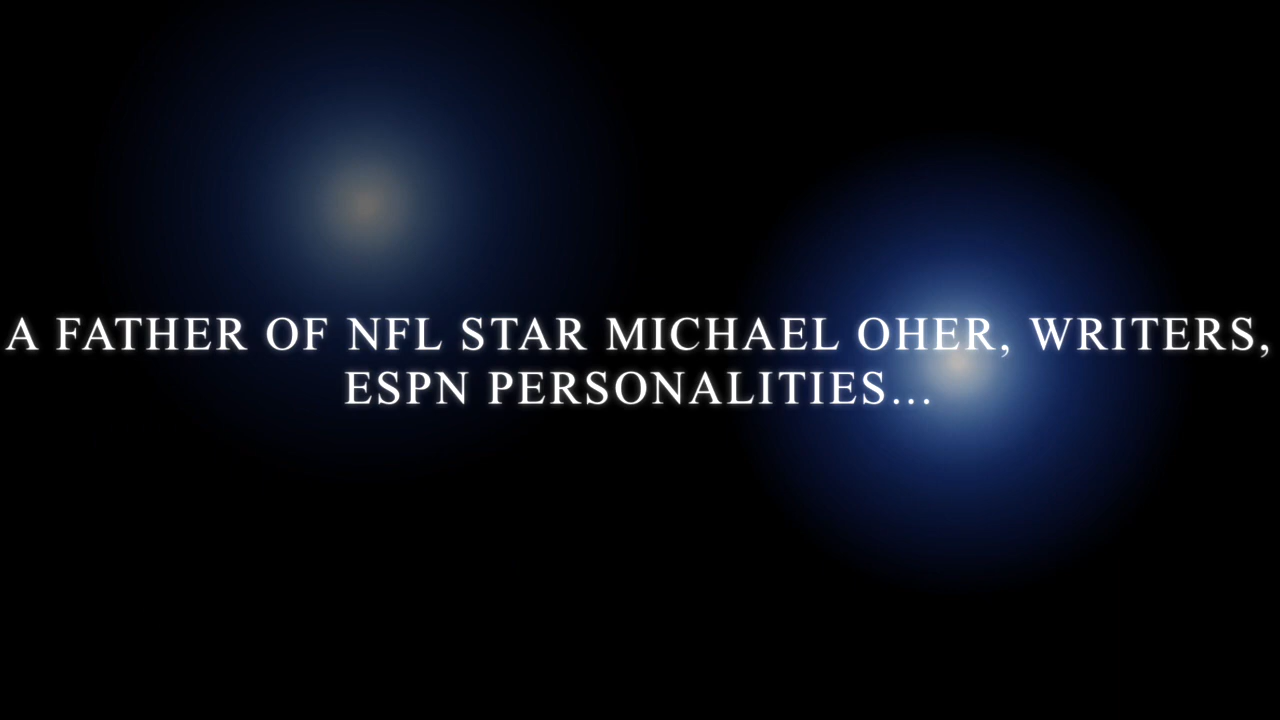 A FATHER OF NFL STAR MICHAEL OHER, WRITERS,
ESPN PERSONALITIES...